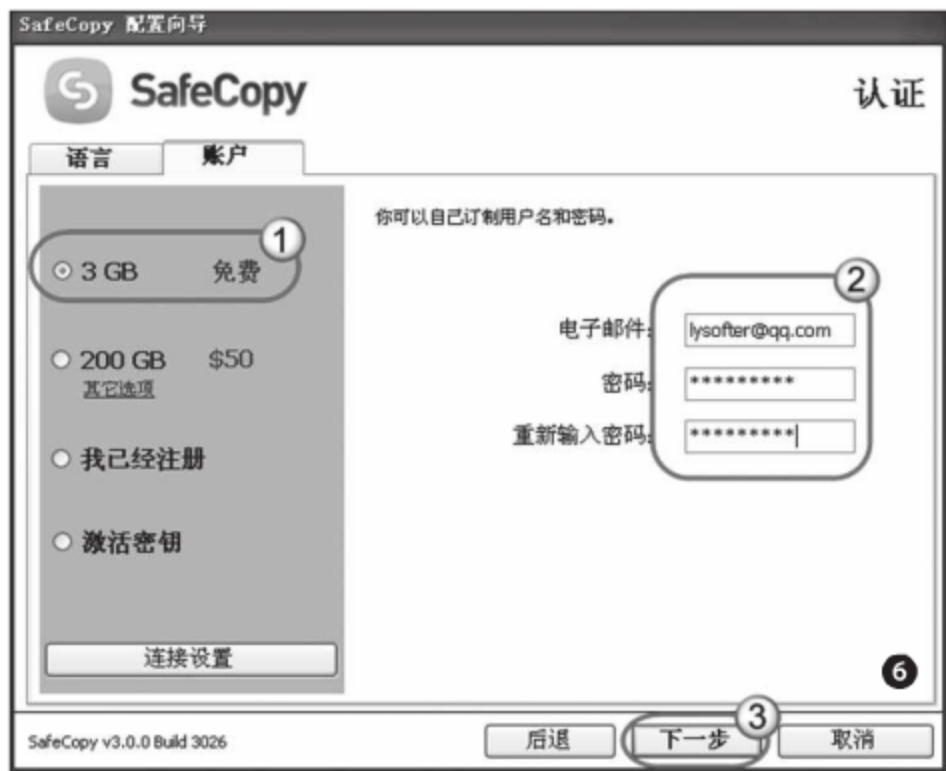 SafeCopy 配置向导
SafeCopy
认证
语言
账户
你可以自己订制用户名和密码。
3 GB 免费
1
200 GB $50
其它选项
我已经注册
激活密钥
连接设置
2
电子邮件: lysofter@qq.com
密码: *********
重新输入密码: *********
6
SafeCopy v3.0.0 Build 3026
后退
下一步
3
取消